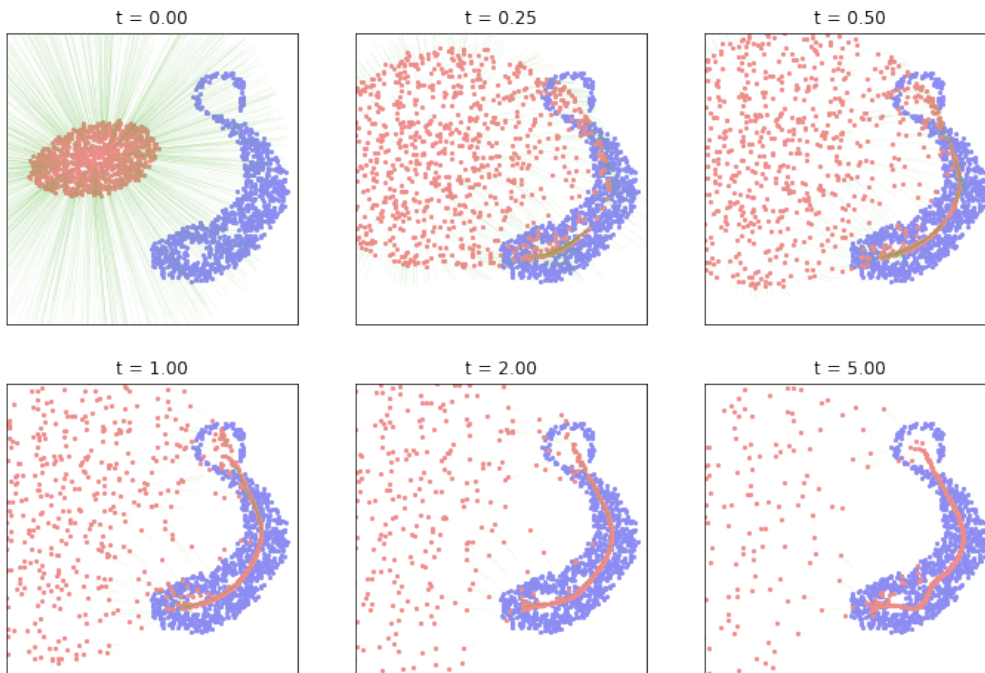 t = 0.00
t = 0.25
t = 0.50
t = 1.00
t = 2.00
t = 5.00